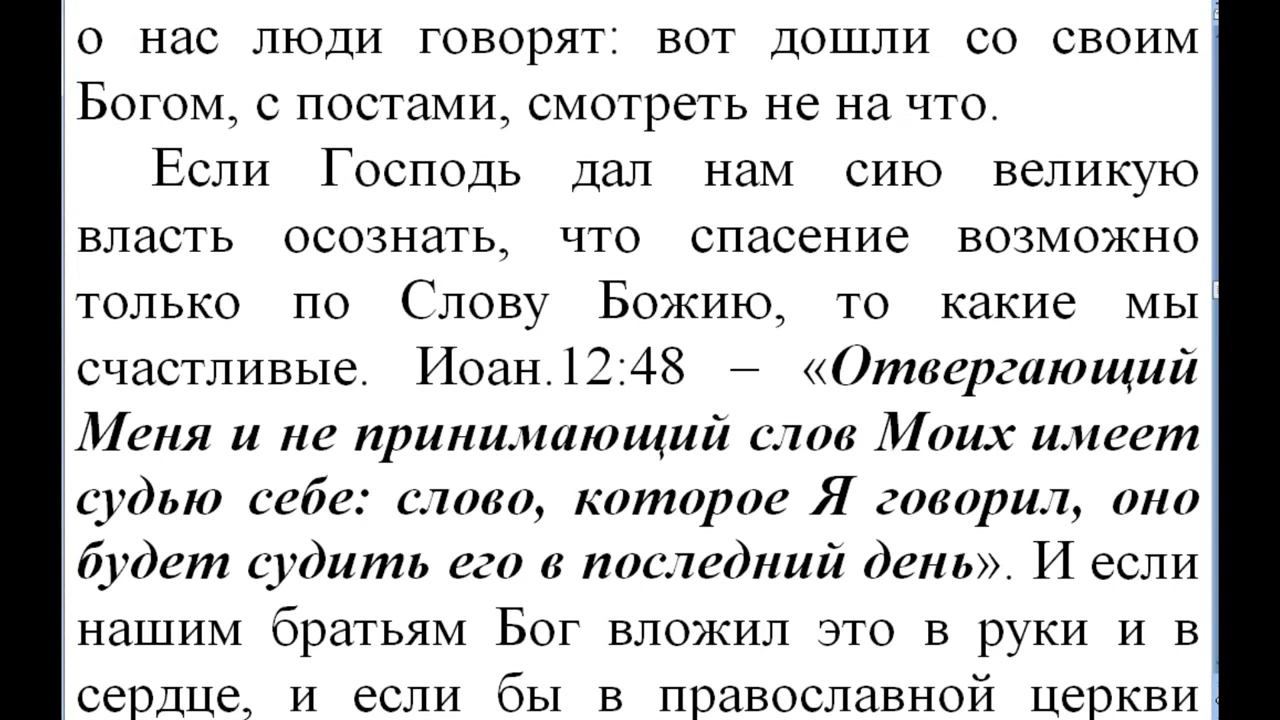 о нас люди говорят: вот дошли со своим
Богом, с постами, смотреть не на что.
Если Господь дал нам сию великую
власть осознать, что спасение возможно
только по Слову Божию, то какие мы
счастливые. Иоан.12:48 – «Отвергающий
Меня и не принимающий слов Моих имеет
судью себе: слово, которое Я говорил, оно
будет судить его в последний день». И если
нашим братьям Бог вложил это в руки и в
сердце, и если бы в православной церкви